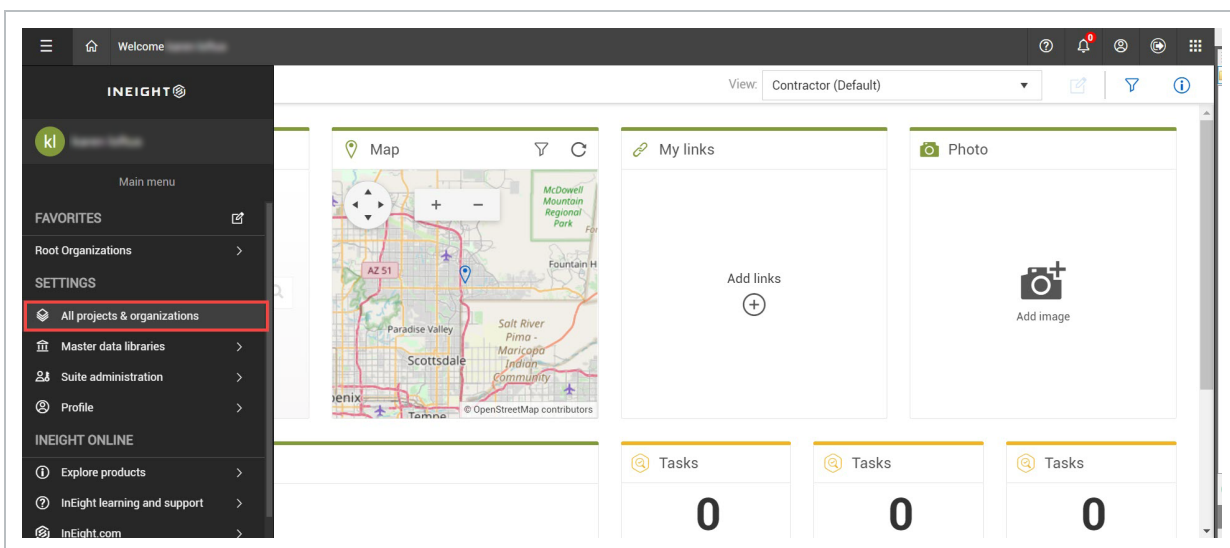 Welcome
0
INEIGHT
View:
Contractor (Default)
kl
Main menu
FAVORITES
Root Organizations
SETTINGS
All projects & organizations
Master data libraries
Suite administration
Profile
INEIGHT ONLINE
Explore products
InEight learning and support
InEight.com
Map
McDowell
Mountain
Regional
Park
Fo
AZ 51
Fountain H
Paradise Valley
Salt River
Pima -
Maricopa
Indian
Community
Scottsdale
oenix
Tempe
© OpenStreetMap contributors
My links
Add links
Photo
Add image
Tasks
0
Tasks
0
Tasks
0